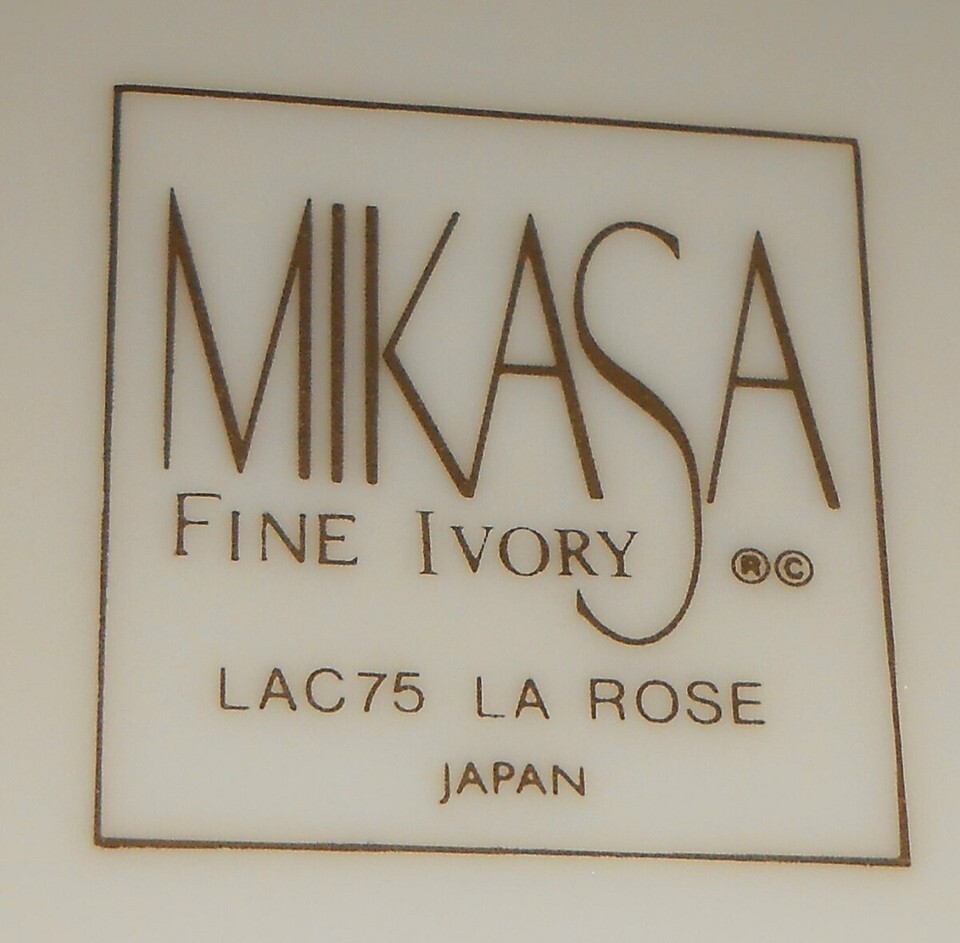 MIKASA
FINE IVORY ®©
LAC75 LA ROSE
JAPAN